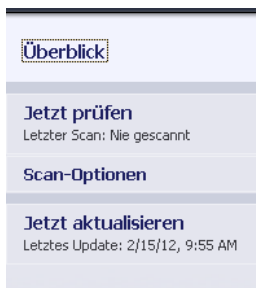 Überblick
Jetzt prüfen
Letzter Scan: Nie gescannt
Scan-Optionen
Jetzt aktualisieren
Letztes Update: 2/15/12, 9:55 AM